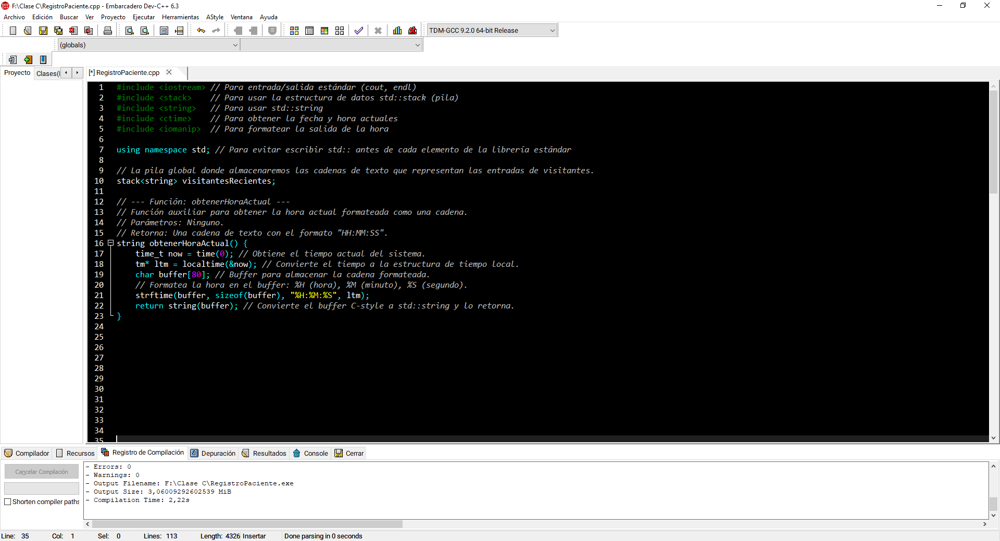 F:\Clase C\RegistroPaciente.cpp - Embarcadero Dev-C++ 6.3
Archivo Edición Buscar Ver Proyecto Ejecutar Herramientas AStyle Ventana Ayuda
TDM-GCC 9.2.0 64-bit Release
(globals)
Proyecto Clases(
[*] RegistroPaciente.cpp
1 #include <iostream> // Para entrada/salida estándar (cout, endl)
2 #include <stack> // Para usar la estructura de datos std::stack (pila)
3 #include <string> // Para usar std::string
4 #include <ctime> // Para obtener la fecha y hora actuales
5 #include <iomanip> // Para formatear la salida de la hora
6
7 using namespace std; // Para evitar escribir std:: antes de cada elemento de la librería estándar
8
9 // La pila global donde almacenaremos las cadenas de texto que representan las entradas de visitantes.
10 stack<string> visitantesRecientes;
11
12 // --- Función: obtenerHoraActual ---
13 // Función auxiliar para obtener la hora actual formateada como una cadena.
14 // Parámetros: Ninguno.
15 // Retorna: Una cadena de texto con el formato "HH:MM:SS".
16 string obtenerHoraActual() {
17 time_t now = time(0); // Obtiene el tiempo actual del sistema.
18 tm* ltm = localtime(&now); // Convierte el tiempo a la estructura de tiempo local.
19 char buffer[80]; // Buffer para almacenar la cadena formateada.
20 // Formatea la hora en el buffer: %H (hora), %M (minuto), %S (segundo).
21 strftime(buffer, sizeof(buffer), "%H:%M:%S", ltm);
22 return string(buffer); // Convierte el buffer C-style a std::string y lo retorna.
23 }
24
25
26
27
28
29
30
31
32
33
34
35
Compilador Recursos Registro de Compilación Depuración Resultados Console Cerrar
Cancelar Compilación
Shorten compiler paths
- Errors: 0
- Warnings: 0
- Output Filename: F:\Clase C\RegistroPaciente.exe
- Output Size: 3,06009292602539 MiB
- Compilation Time: 2,22s
Line: 35 Col: 1 Sel: 0 Lines: 113 Length: 4326 Insertar Done parsing in 0 seconds